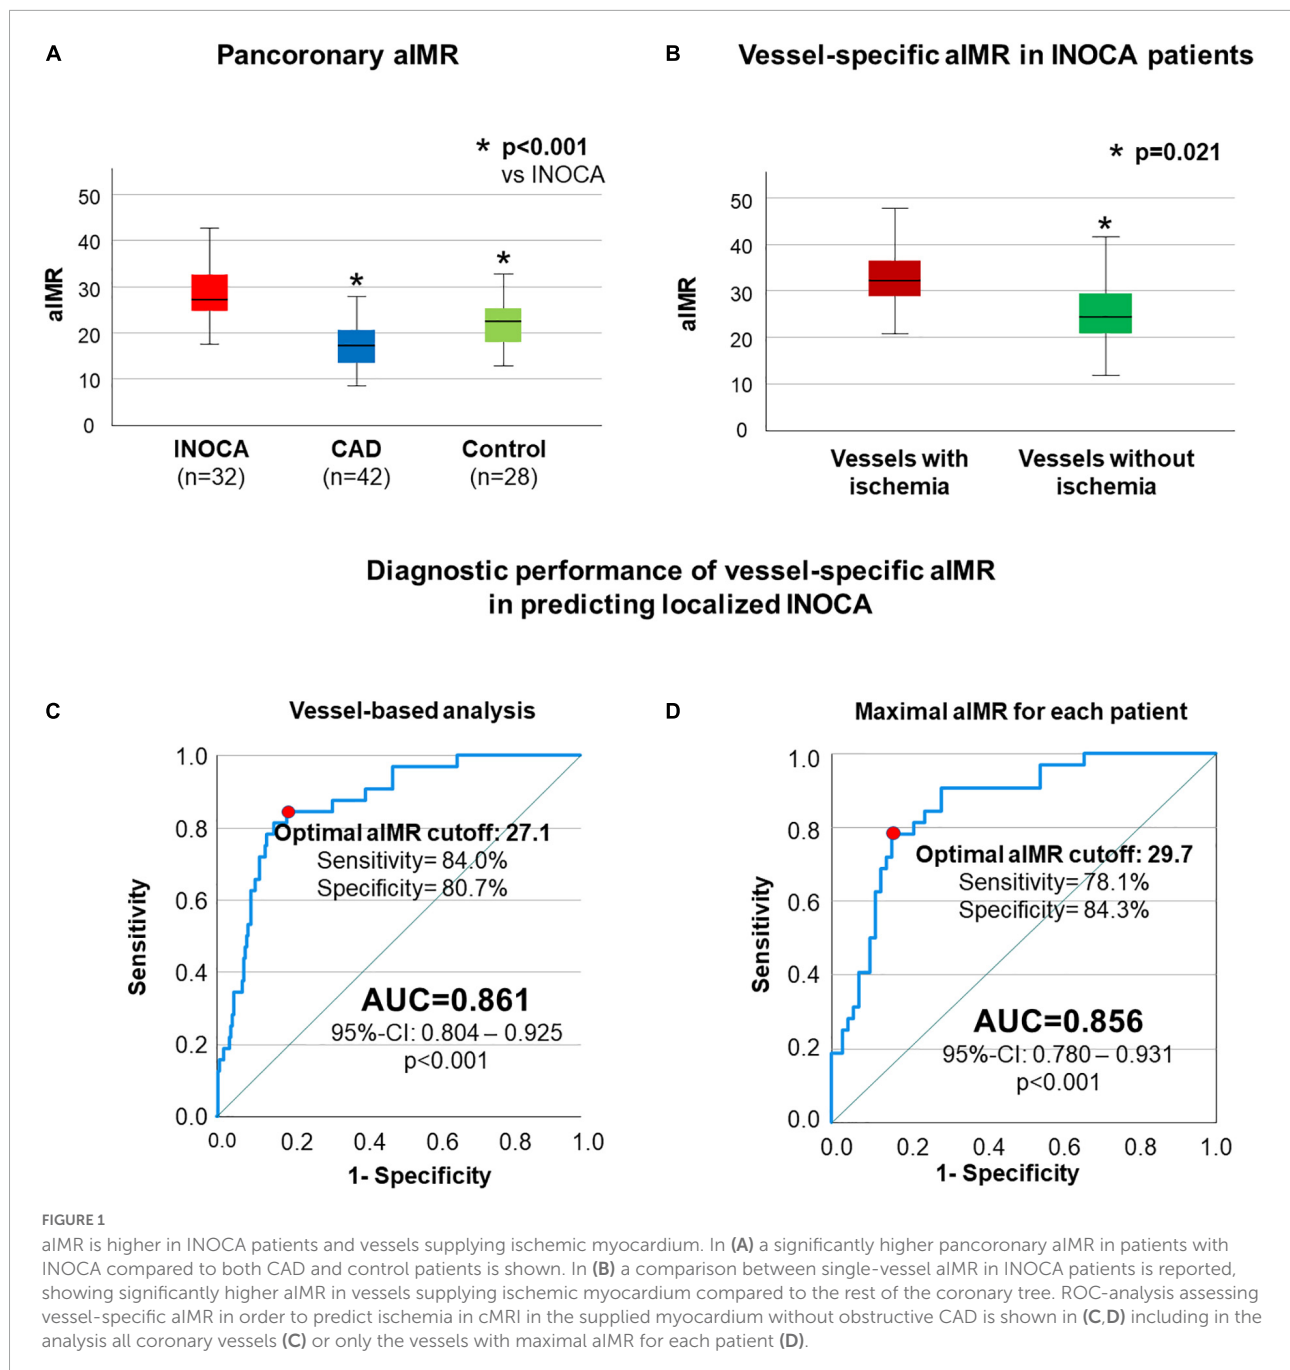 A
Pancoronary aIMR
* p<0.001
vs INOCA
aIMR
50
40
30
20
10
0
*
*
INOCA
(n=32)
CAD
(n=42)
Control
(n=28)
B
Vessel-specific aIMR in INOCA patients
* p=0.021
aIMR
50
40
30
20
10
0
*
Vessels with
ischemia
Vessels without
ischemia
Diagnostic performance of vessel-specific aIMR
in predicting localized INOCA
C
Vessel-based analysis
Sensitivity
1.0
0.8
0.6
0.4
0.2
0.0
Optimal aIMR cutoff: 27.1
Sensitivity= 84.0%
Specificity= 80.7%
AUC=0.861
95%-CI: 0.804 – 0.925
p<0.001
0.0 0.2 0.4 0.6 0.8 1.0
1- Specificity
D
Maximal aIMR for each patient
Sensitivity
1.0
0.8
0.6
0.4
0.2
0.0
Optimal aIMR cutoff: 29.7
Sensitivity= 78.1%
Specificity= 84.3%
AUC=0.856
95%-CI: 0.780 – 0.931
p<0.001
0.0 0.2 0.4 0.6 0.8 1.0
1- Specificity
FIGURE 1
aIMR is higher in INOCA patients and vessels supplying ischemic myocardium. In (A) a significantly higher pancoronary aIMR in patients with
INOCA compared to both CAD and control patients is shown. In (B) a comparison between single-vessel aIMR in INOCA patients is reported,
showing significantly higher aIMR in vessels supplying ischemic myocardium compared to the rest of the coronary tree. ROC-analysis assessing
vessel-specific aIMR in order to predict ischemia in cMRI in the supplied myocardium without obstructive CAD is shown in (C,D) including in the
analysis all coronary vessels (C) or only the vessels with maximal aIMR for each patient (D).